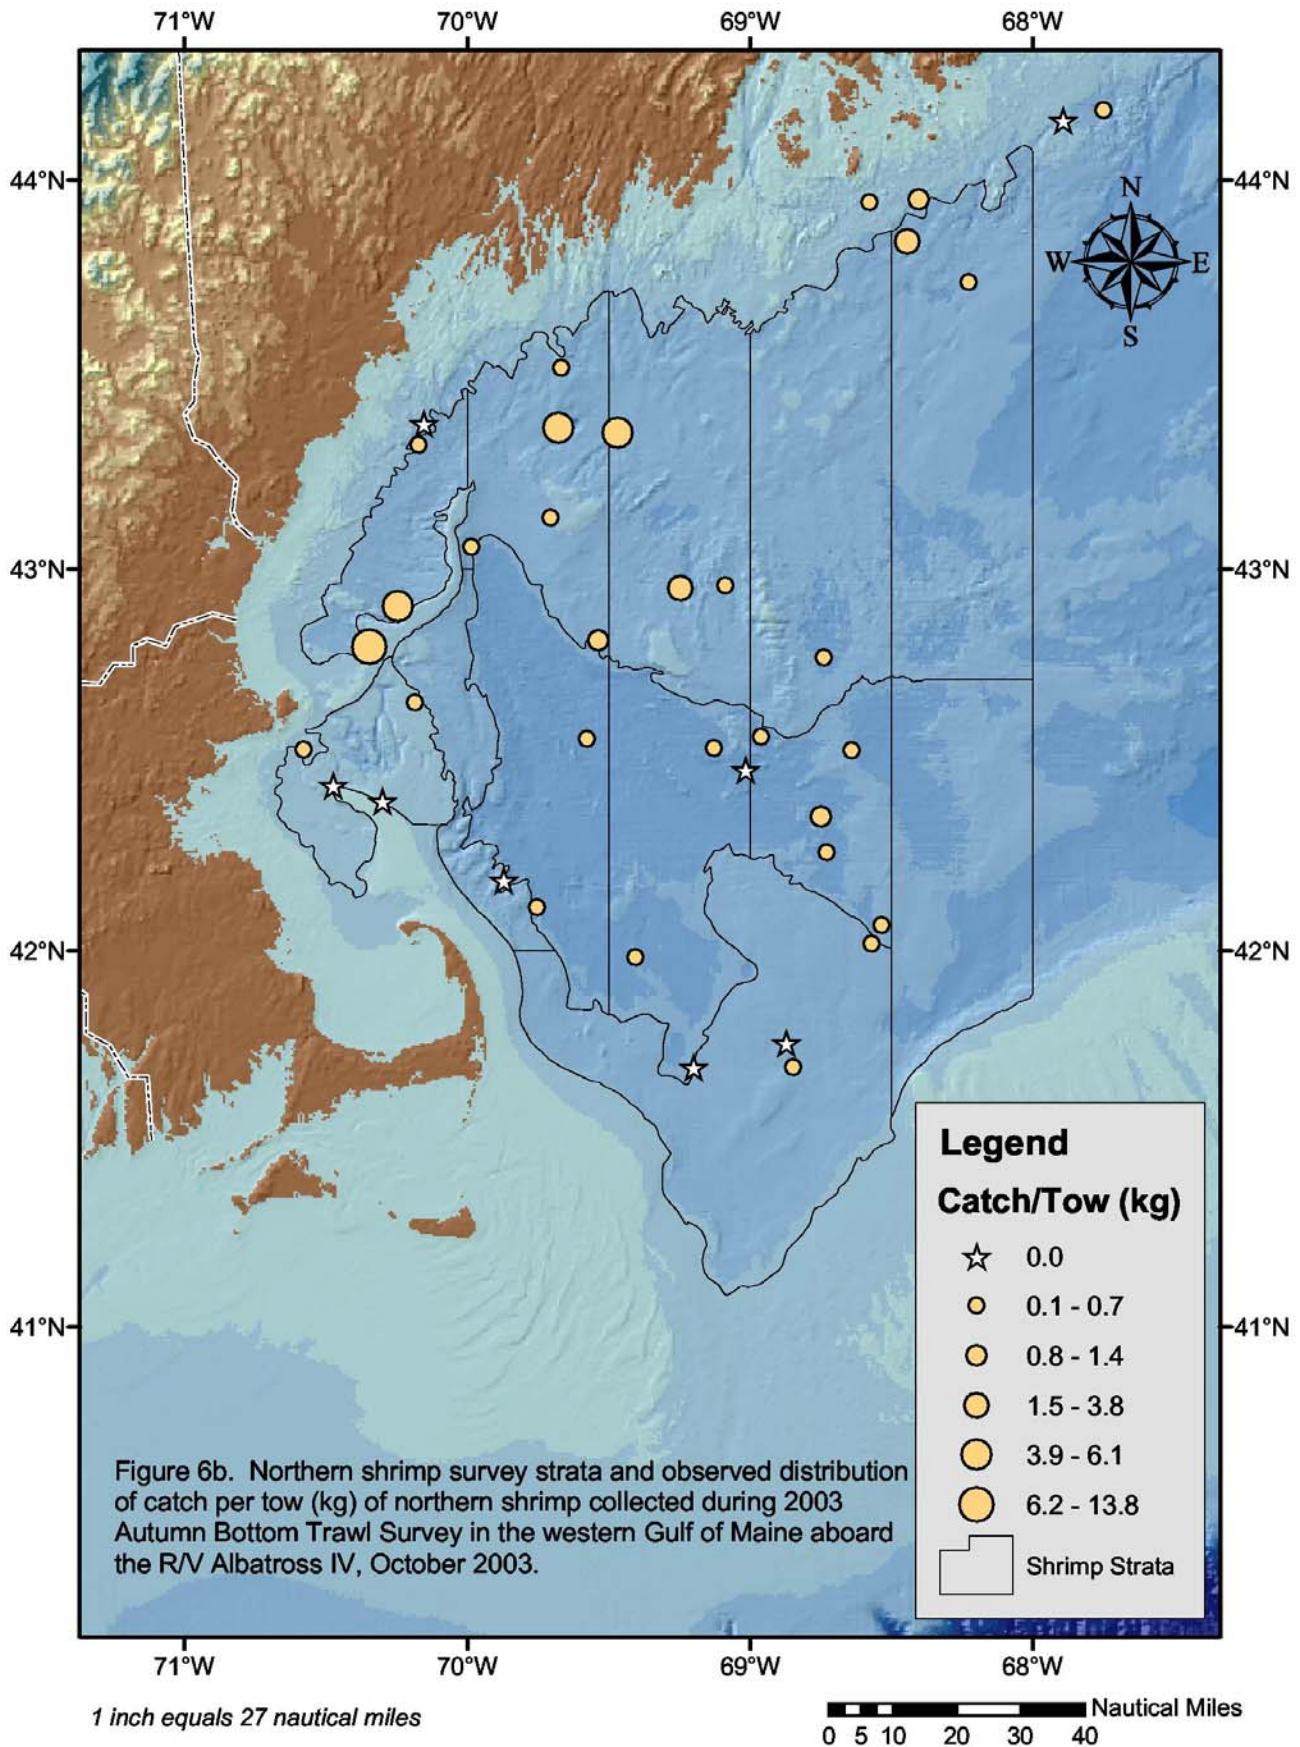 71°W 70°W 69°W 68°W
44°N 44°N
N
W E
S
43°N 43°N
42°N 42°N
41°N 41°N
Legend
Catch/Tow (kg)
0.0
0.1 - 0.7
0.8 - 1.4
1.5 - 3.8
3.9 - 6.1
6.2 - 13.8
Shrimp Strata
Figure 6b. Northern shrimp survey strata and observed distribution
of catch per tow (kg) of northern shrimp collected during 2003
Autumn Bottom Trawl Survey in the western Gulf of Maine aboard
the R/V Albatross IV, October 2003.
71°W 70°W 69°W 68°W
1 inch equals 27 nautical miles
Nautical Miles
0 5 10 20 30 40